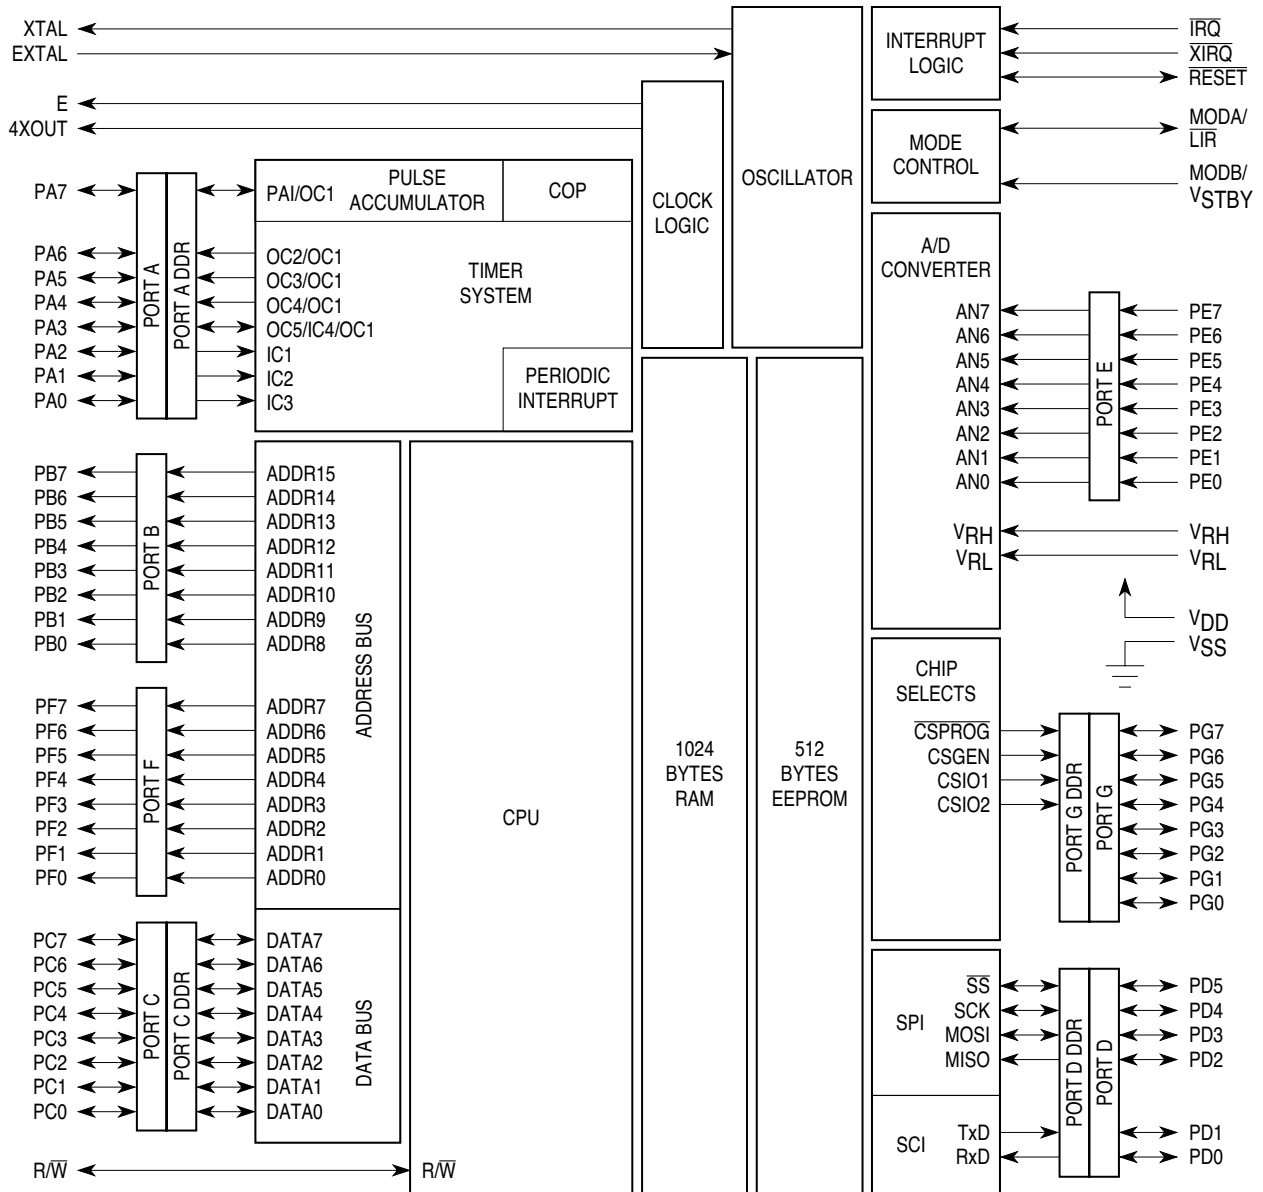 XTAL
EXTAL
E
4XOUT
PA7
PA6
PA5
PA4
PA3
PA2
PA1
PA0
PORT A
PORT A DDR
PAI/OC1
PULSE
ACCUMULATOR
COP
OC2/OC1
OC3/OC1
OC4/OC1
OC5/IC4/OC1
IC1
IC2
IC3
TIMER
SYSTEM
PERIODIC
INTERRUPT
CLOCK
LOGIC
OSCILLATOR
INTERRUPT
LOGIC
IRQ
XIRQ
RESET
MODE
CONTROL
MODA/
LIR
MODB/
VSTBY
A/D
CONVERTER
AN7
AN6
AN5
AN4
AN3
AN2
AN1
AN0
VRH
VRL
PORT E
PE7
PE6
PE5
PE4
PE3
PE2
PE1
PE0
VRH
VRL
VDD
VSS
PB7
PB6
PB5
PB4
PB3
PB2
PB1
PB0
PORT B
ADDR15
ADDR14
ADDR13
ADDR12
ADDR11
ADDR10
ADDR9
ADDR8
ADDRESS BUS
PF7
PF6
PF5
PF4
PF3
PF2
PF1
PF0
PORT F
ADDR7
ADDR6
ADDR5
ADDR4
ADDR3
ADDR2
ADDR1
ADDR0
CPU
1024
BYTES
RAM
512
BYTES
EEPROM
CHIP
SELECTS
CSPROG
CSGEN
CSIO1
CSIO2
PORT G DDR
PORT G
PG7
PG6
PG5
PG4
PG3
PG2
PG1
PG0
PC7
PC6
PC5
PC4
PC3
PC2
PC1
PC0
PORT C
PORT C DDR
DATA7
DATA6
DATA5
DATA4
DATA3
DATA2
DATA1
DATA0
DATA BUS
R/W
R/W
SPI
SS
SCK
MOSI
MISO
SCI
TxD
RxD
PORT D DDR
PORT D
PD5
PD4
PD3
PD2
PD1
PD0